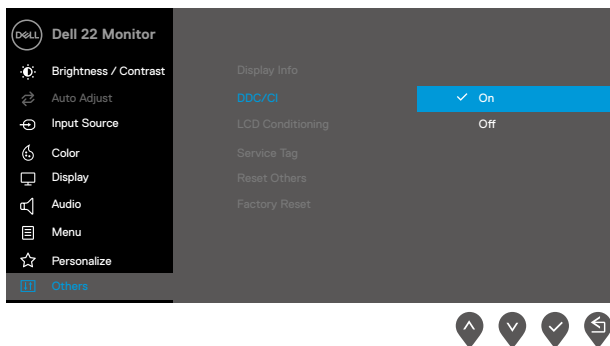 DELL Dell 22 Monitor
Brightness / Contrast
Auto Adjust
Input Source
Color
Display
Audio
Menu
Personalize
Others
Display Info
DDC/CI
LCD Conditioning
Service Tag
Reset Others
Factory Reset
On
Off